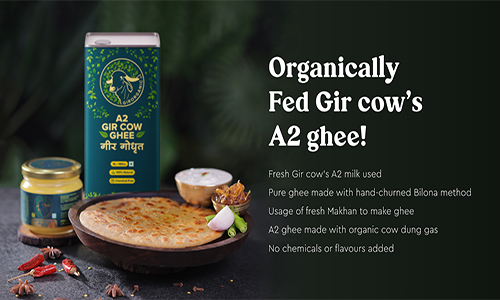 Organically
Fed Gir cow's
A2 ghee!
Fresh Gir cow's A2 milk used
Pure ghee made with hand-churned Bilona method
Usage of fresh Makhan to make ghee
A2 ghee made with organic cow dung gas
No chemicals or flavours added
A2
GIR COW
GHEE
गीर गोधृत